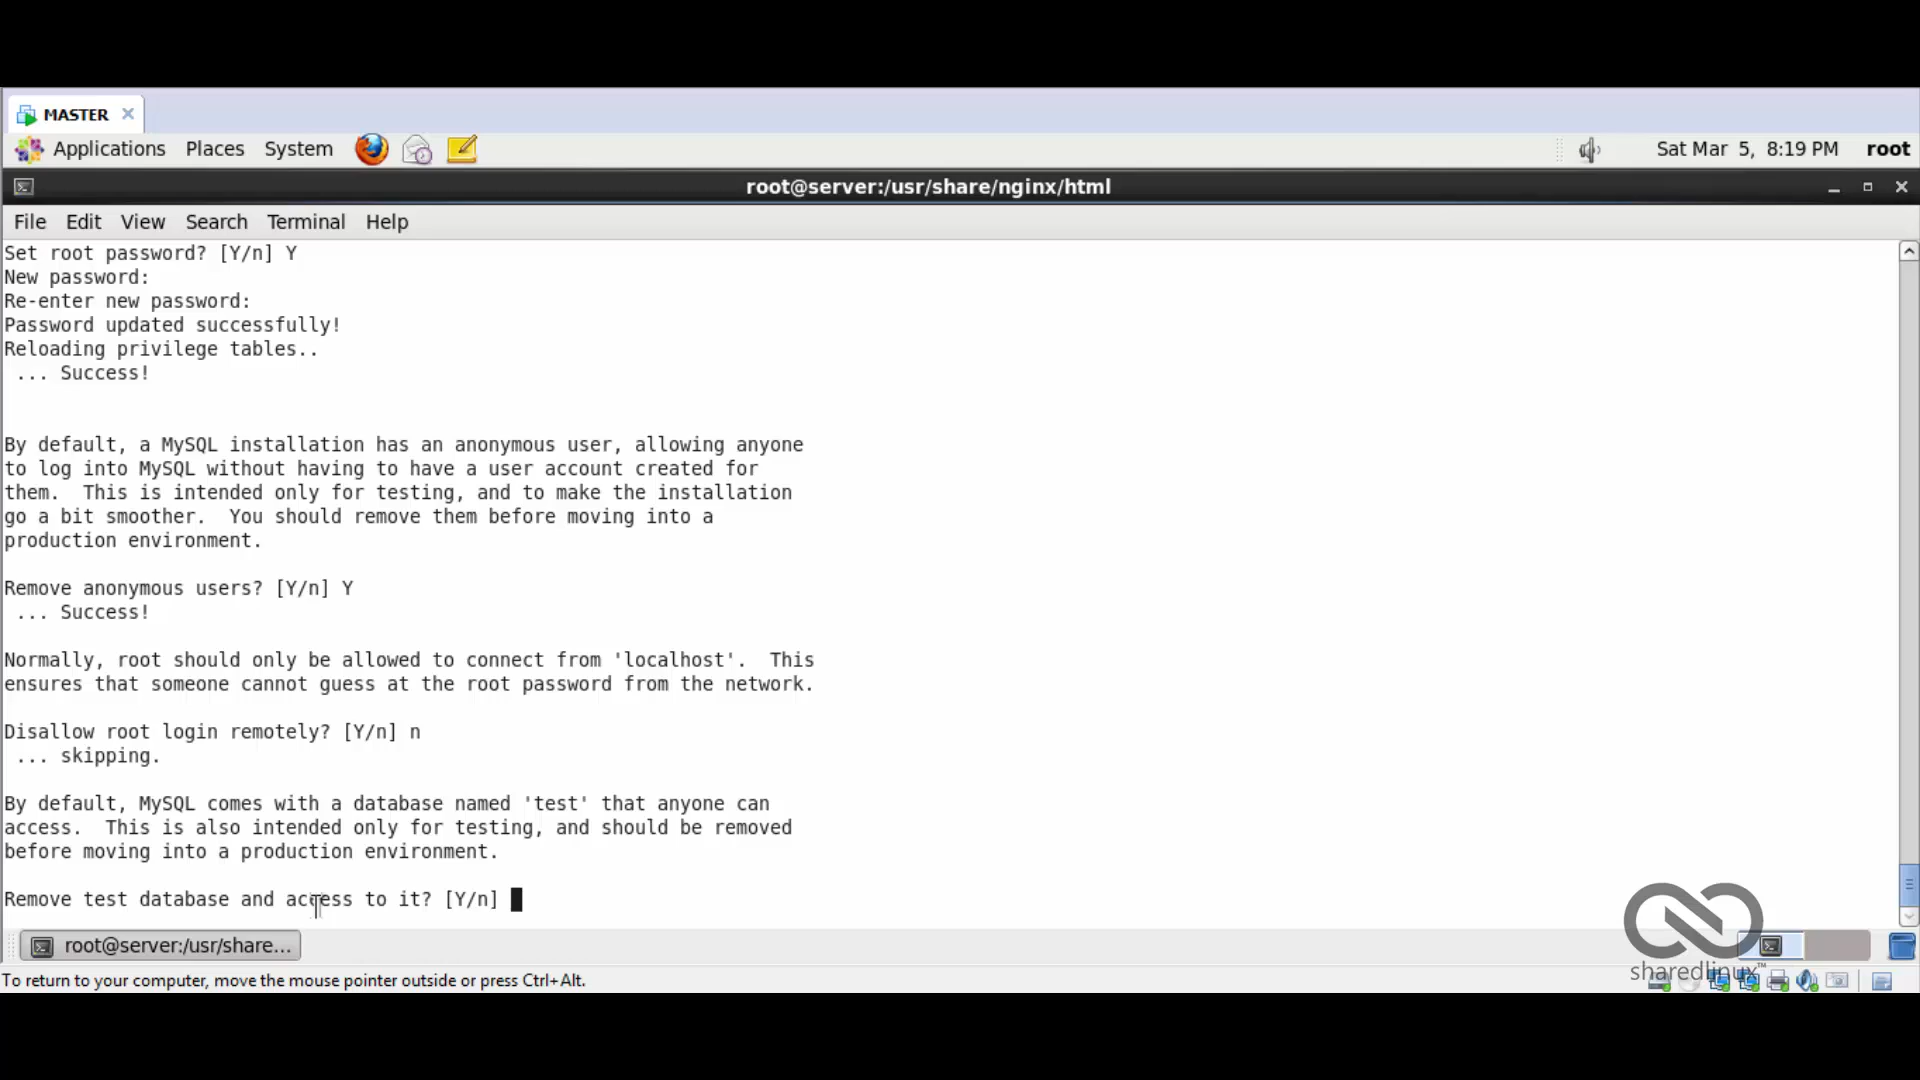 MASTER
Applications Places System Sat Mar 5, 8:19 PM root
root@server:/usr/share/nginx/html
File Edit View Search Terminal Help
Set root password? [Y/n] Y
New password:
Re-enter new password:
Password updated successfully!
Reloading privilege tables..
 ... Success!
By default, a MySQL installation has an anonymous user, allowing anyone
to log into MySQL without having to have a user account created for
them.  This is intended only for testing, and to make the installation
go a bit smoother.  You should remove them before moving into a
production environment.
Remove anonymous users? [Y/n] Y
 ... Success!
Normally, root should only be allowed to connect from 'localhost'.  This
ensures that someone cannot guess at the root password from the network.
Disallow root login remotely? [Y/n] n
 ... skipping.
By default, MySQL comes with a database named 'test' that anyone can
access.  This is also intended only for testing, and should be removed
before moving into a production environment.
Remove test database and access to it? [Y/n]
root@server:/usr/share...
sharedlinux™
To return to your computer, move the mouse pointer outside or press Ctrl+Alt.